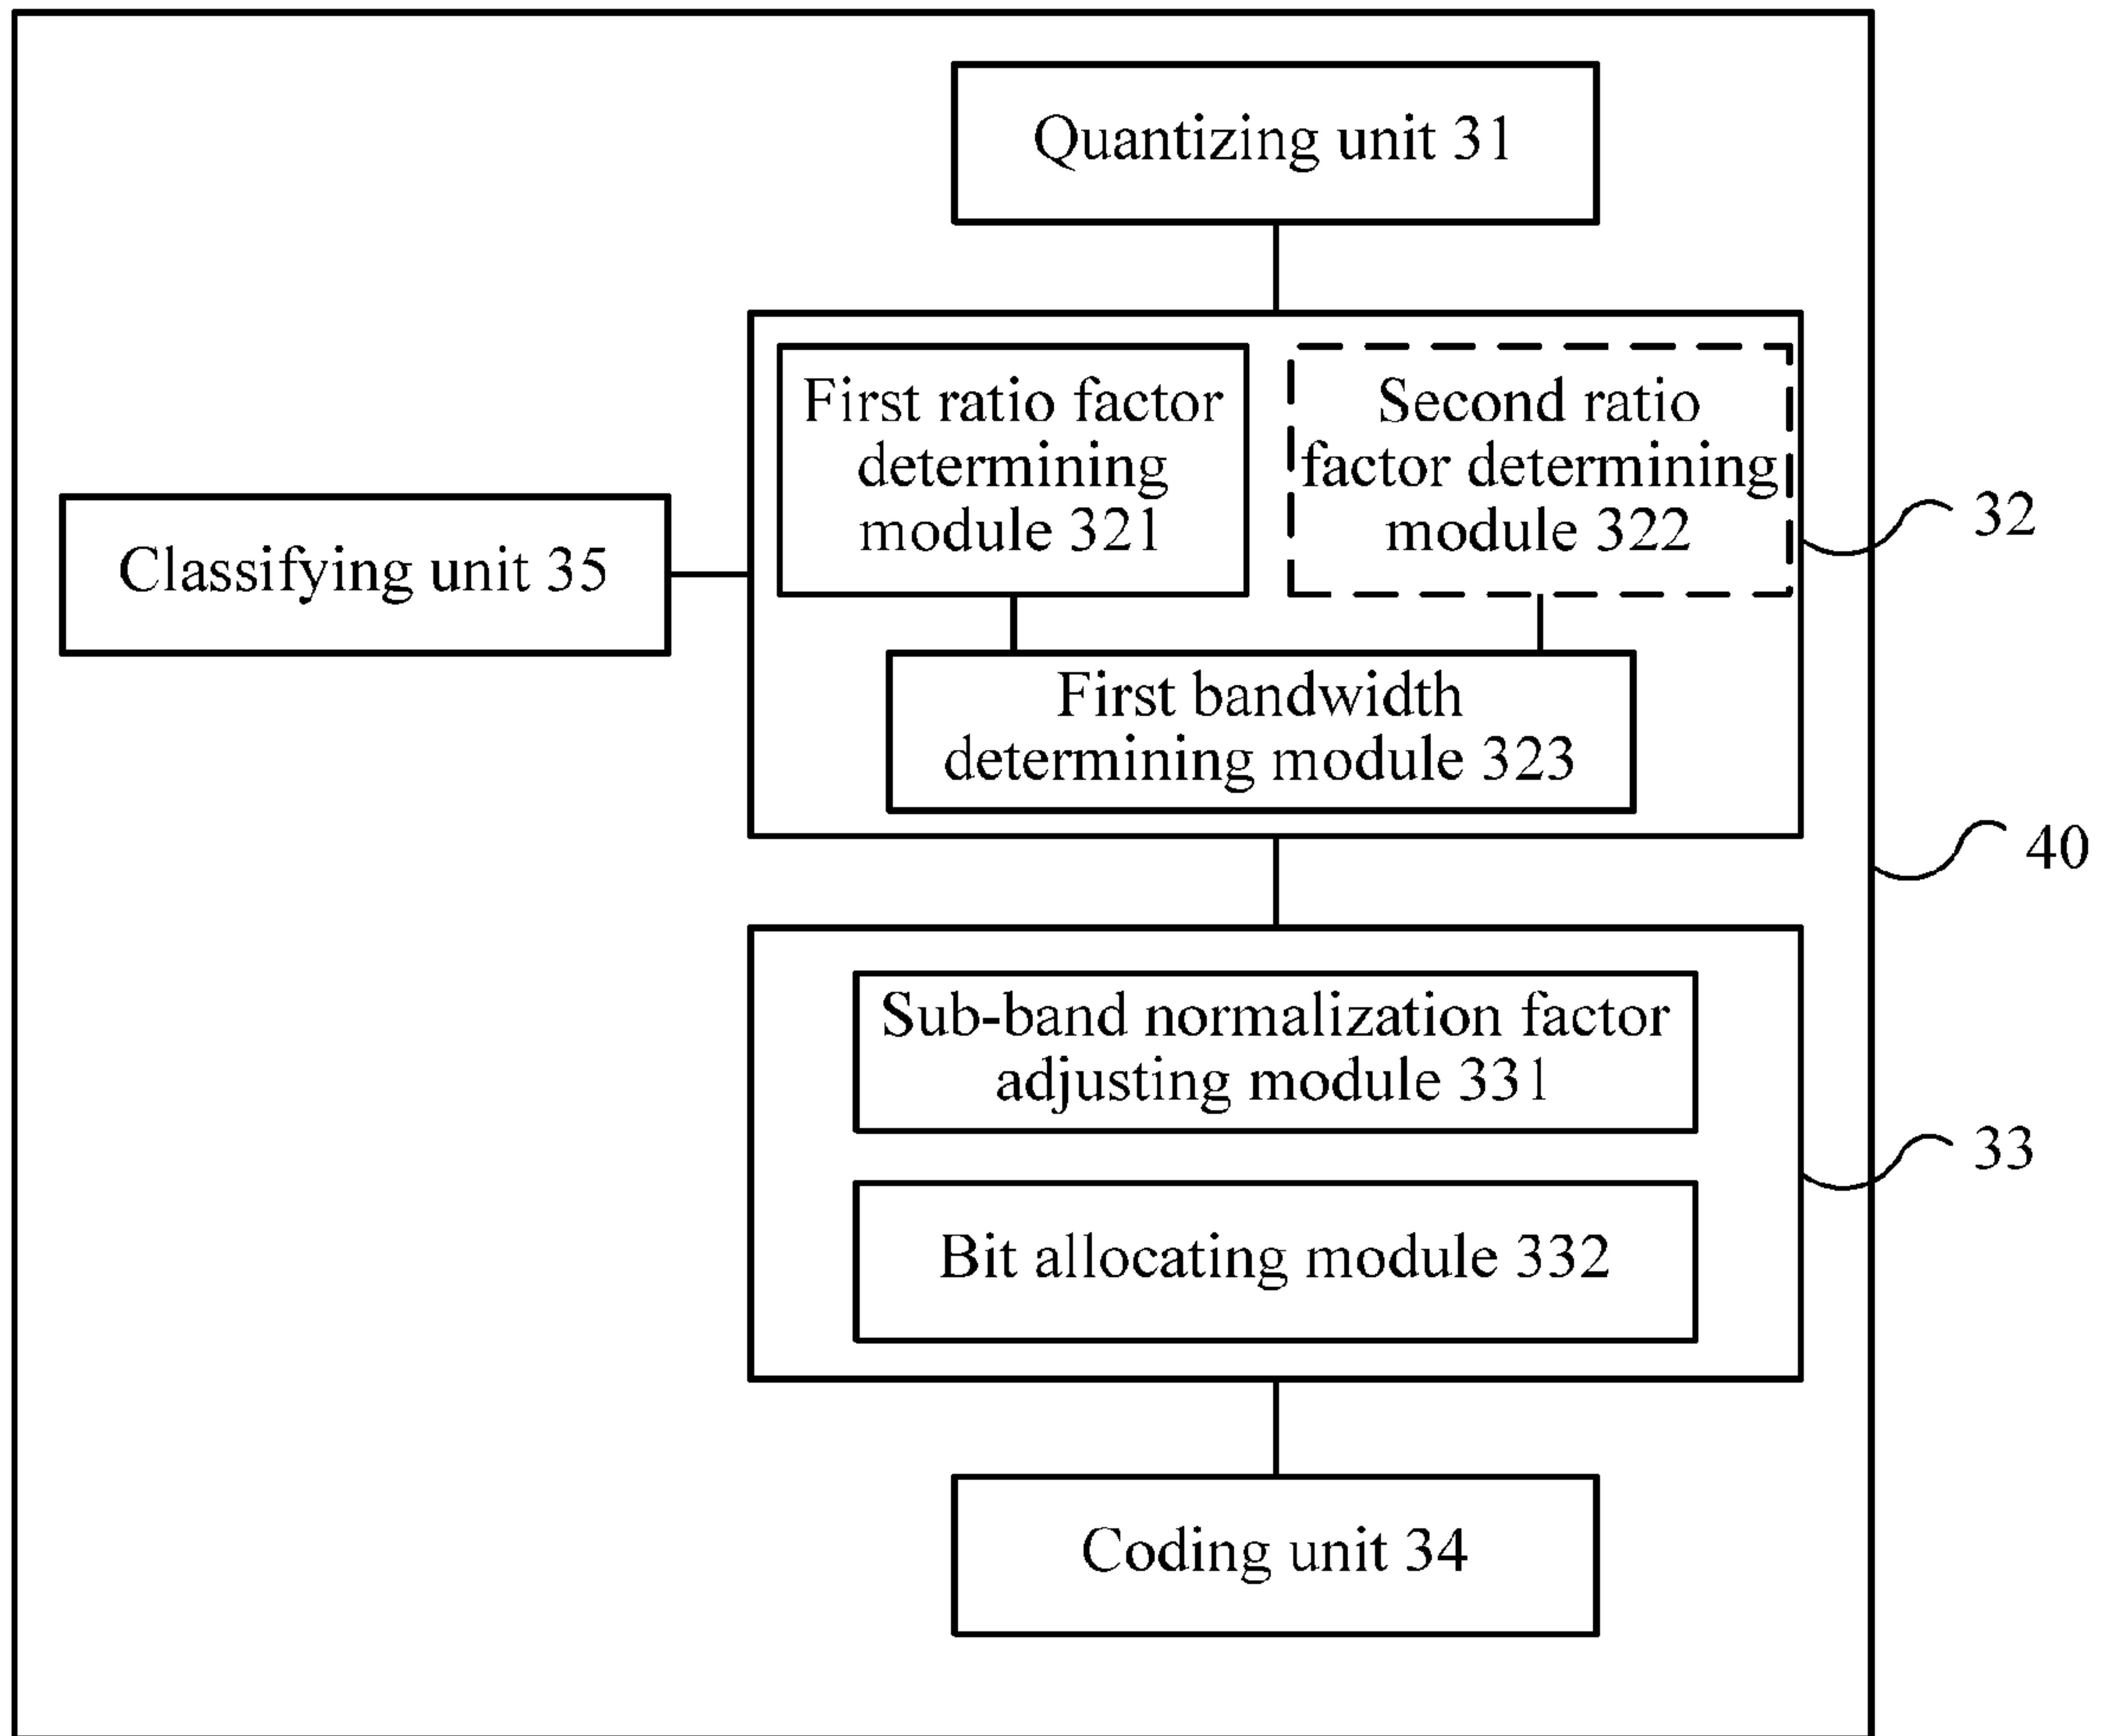 Quantizing unit 31
First ratio factor
determining
module 321
Second ratio
factor determining
module 322
32
Classifying unit 35
First bandwidth
determining module 323
40
Sub-band normalization factor
adjusting module 331
33
Bit allocating module 332
Coding unit 34